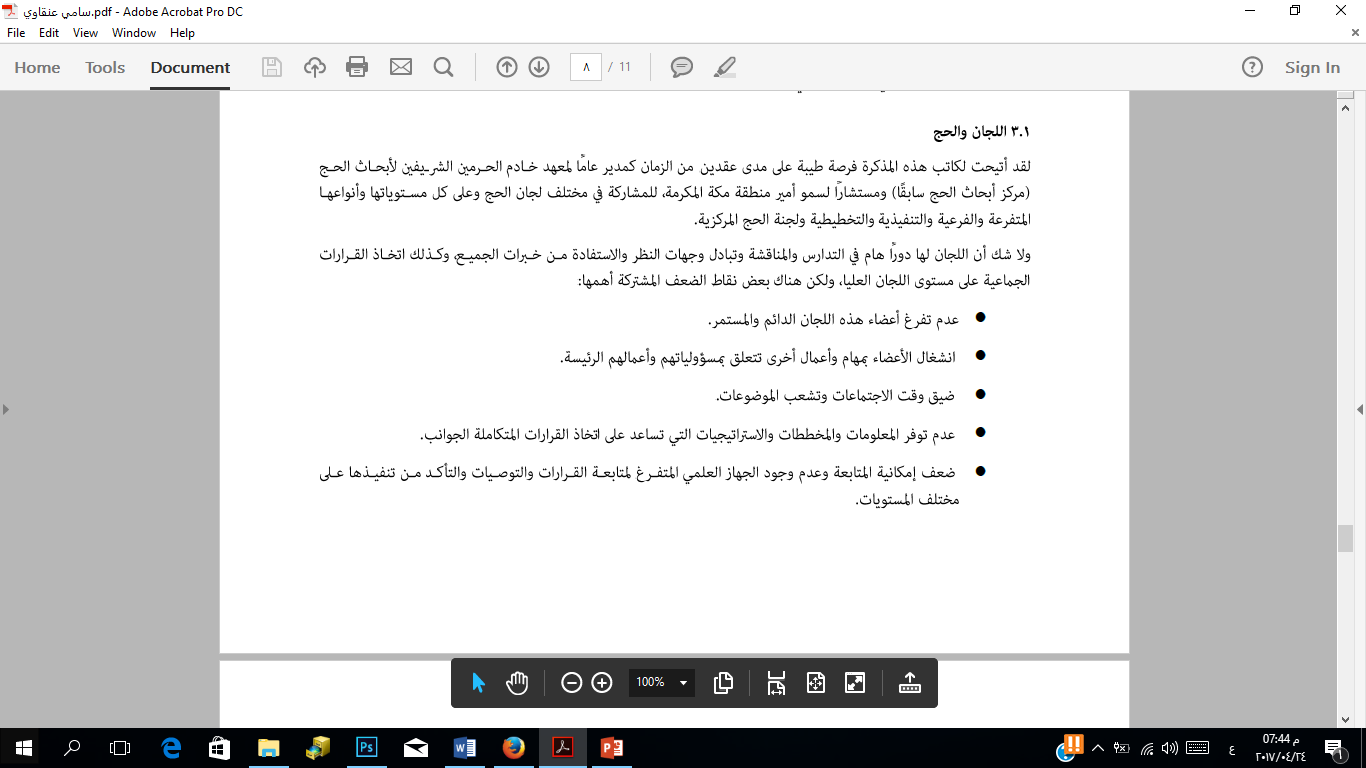 سامي عنقاوي.pdf - Adobe Acrobat Pro DC
File Edit View Window Help
Home Tools Document ٨ / 11 Sign In
٣.١ اللجان والحج
لقد أتيحت لكاتب هذه المذكرة فرصة طيبة على مدى عقدين من الزمان كمدير عامًا لمعهد خادم الحرمين الشريفين لأبحاث الحج
(مركز أبحاث الحج سابقًا) ومستشارًا لسمو أمير منطقة مكة المكرمة، للمشاركة في مختلف لجان الحج وعلى كل مستوياتها وأنواعها
المتفرعة والفرعية والتنفيذية والتخطيطية ولجنة الحج المركزية.
ولا شك أن اللجان لها دورًا هام في التدارس والمناقشة وتبادل وجهات النظر والاستفادة من خبرات الجميع، وكذلك اتخاذ القرارات
الجماعية على مستوى اللجان العليا، ولكن هناك بعض نقاط الضعف المشتركة أهمها:
● عدم تفرغ أعضاء هذه اللجان الدائم والمستمر.
● انشغال الأعضاء بمهام وأعمال أخرى تتعلق بمسؤولياتهم وأعمالهم الرئيسة.
● ضيق وقت الاجتماعات وتشعب الموضوعات.
● عدم توفر المعلومات والمخططات والاستراتيجيات التي تساعد على اتخاذ القرارات المتكاملة الجوانب.
● ضعف إمكانية المتابعة وعدم وجود الجهاز العلمي المتفرغ لمتابعة القرارات والتوصيات والتأكد من تنفيذها على
مختلف المستويات.
100%
ع
07:44 م
٢٠١٧/٠٤/٢٤